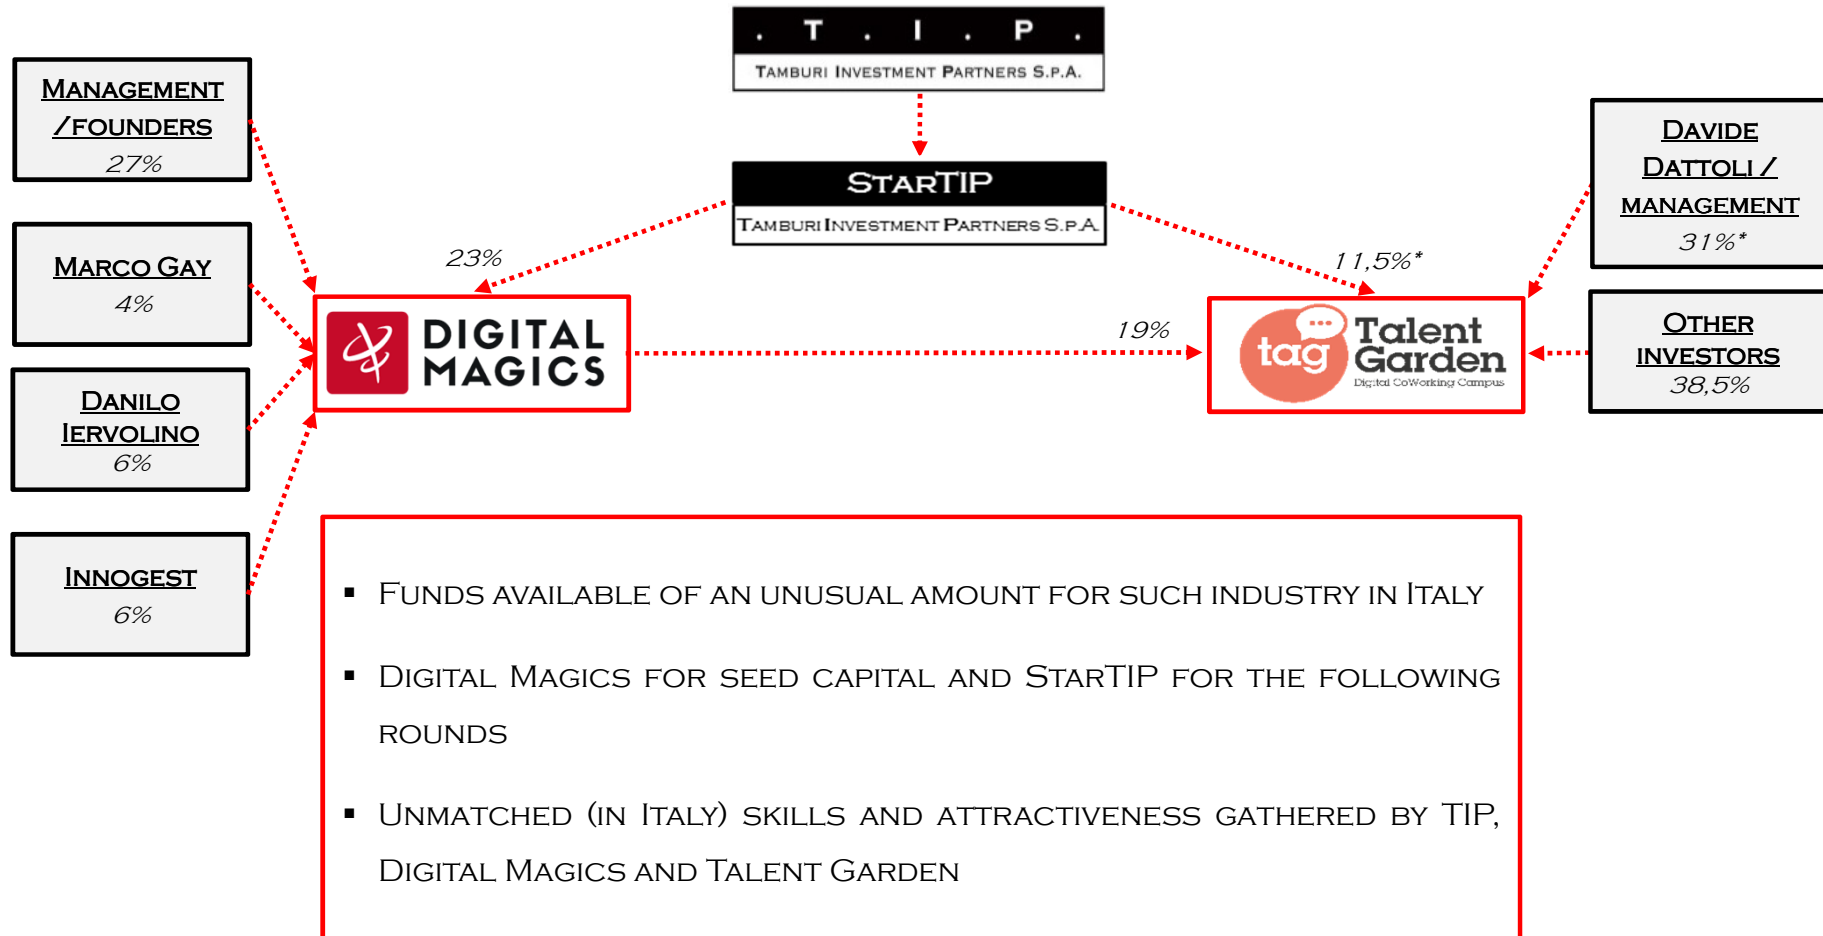 . T . I . P .
TAMBURI INVESTMENT PARTNERS S.P.A.
MANAGEMENT
/FOUNDERS
27%
MARCO GAY
4%
DANILO
IERVOLINO
6%
INNOGEST
6%
STARTIP
TAMBURI INVESTMENT PARTNERS S.P.A.
23%
11,5%*
19%
DIGITAL
MAGICS
tag
Talent
Garden
Digital CoWorking Campus
DAVIDE
DATTOLI /
MANAGEMENT
31%*
OTHER
INVESTORS
38,5%
▪ FUNDS AVAILABLE OF AN UNUSUAL AMOUNT FOR SUCH INDUSTRY IN ITALY
▪ DIGITAL MAGICS FOR SEED CAPITAL AND STARTIP FOR THE FOLLOWING
ROUNDS
▪ UNMATCHED (IN ITALY) SKILLS AND ATTRACTIVENESS GATHERED BY TIP,
DIGITAL MAGICS AND TALENT GARDEN